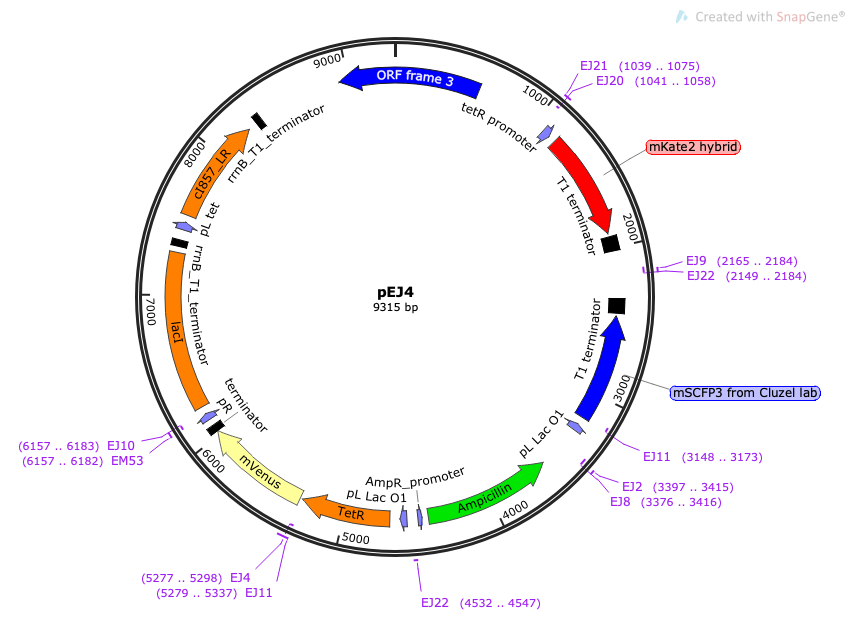 Created with SnapGene®
9000
ORF frame 3
1000
EJ21 (1039 .. 1075)
EJ20 (1041 .. 1058)
tetR promoter
rrnB_T1_terminator
8000
cI857_LR
mKate2 hybrid
T1 terminator
2000
pL tet
EJ9 (2165 .. 2184)
EJ22 (2149 .. 2184)
rrnB_T1_terminator
pEJ4
9315 bp
7000
lacI
T1 terminator
mSCFP3 from Cluzel lab
3000
pR
terminator
pL Lac O1
(6157 .. 6183) EJ10
(6157 .. 6182) EM53
6000
mVenus
EJ11 (3148 .. 3173)
EJ2 (3397 .. 3415)
EJ8 (3376 .. 3416)
AmpR_promoter
pL Lac O1
TetR
Ampicillin
4000
5000
(5277 .. 5298) EJ4
(5279 .. 5337) EJ11
EJ22 (4532 .. 4547)